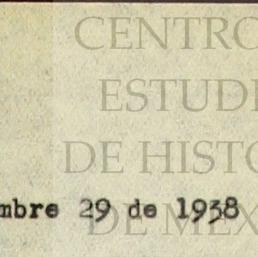 CENTRO
ESTUDI
DE HISTO
mbre 29 de 1938
DE MEX